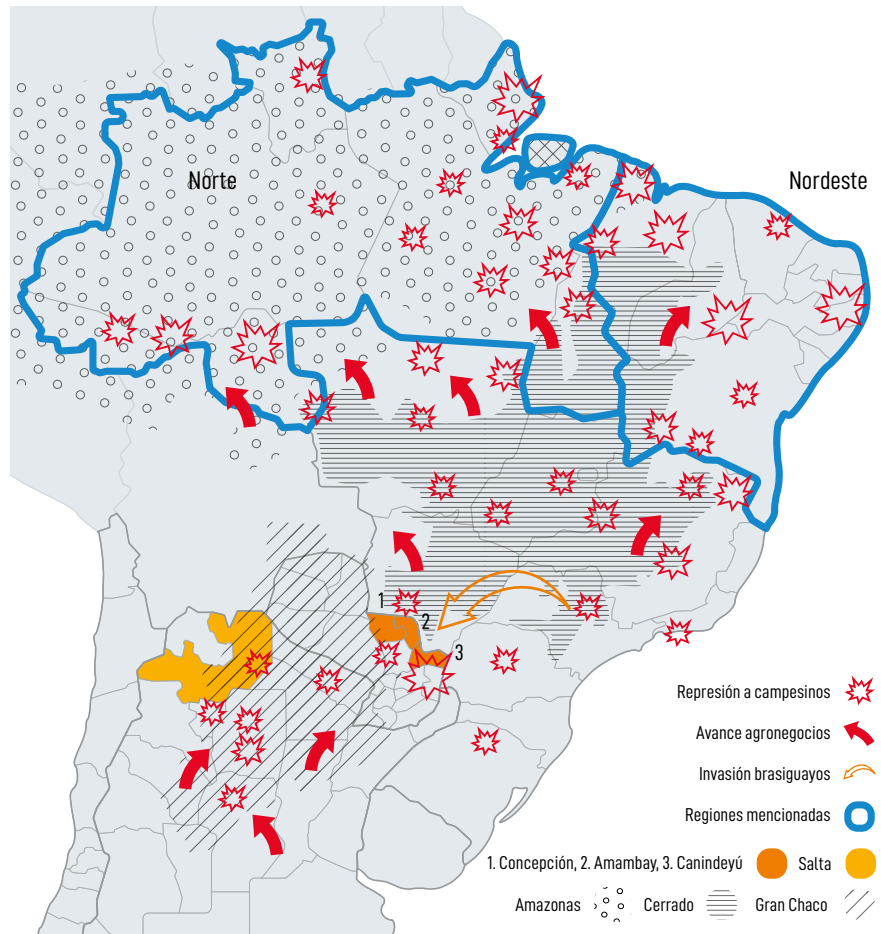 Norte
Nordeste
1
2
3
Represión a campesinos
Avance agronegocios
Invasión brasiguayos
Regiones mencionadas
1. Concepción, 2. Amambay, 3. Canindeyú Salta
Amazonas Cerrado Gran Chaco